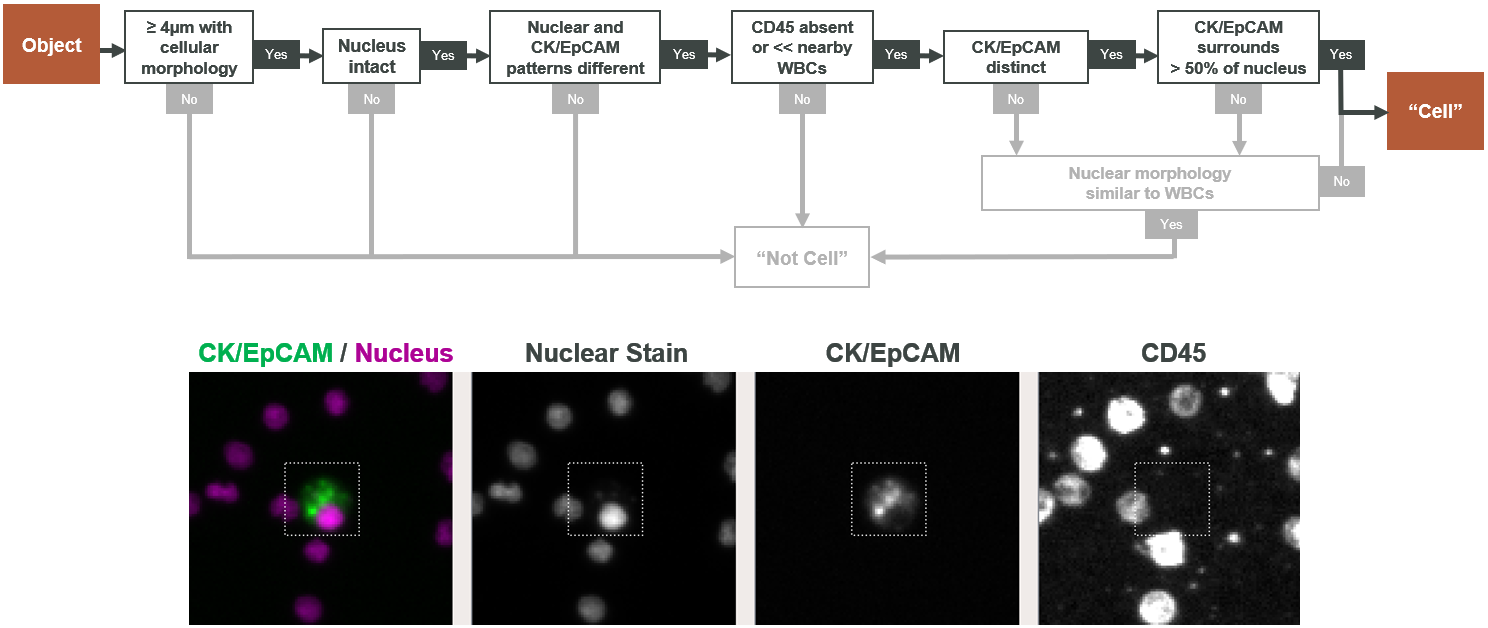 Object
≥ 4µm with
cellular
morphology
Yes
No
Nucleus
intact
Yes
No
Nuclear and
CK/EpCAM
patterns different
Yes
No
CD45 absent
or << nearby
WBCs
Yes
No
CK/EpCAM
distinct
Yes
No
CK/EpCAM
surrounds
> 50% of nucleus
Yes
No
“Cell”
Nuclear morphology
similar to WBCs
No
Yes
“Not Cell”
CK/EpCAM / Nucleus
Nuclear Stain
CK/EpCAM
CD45